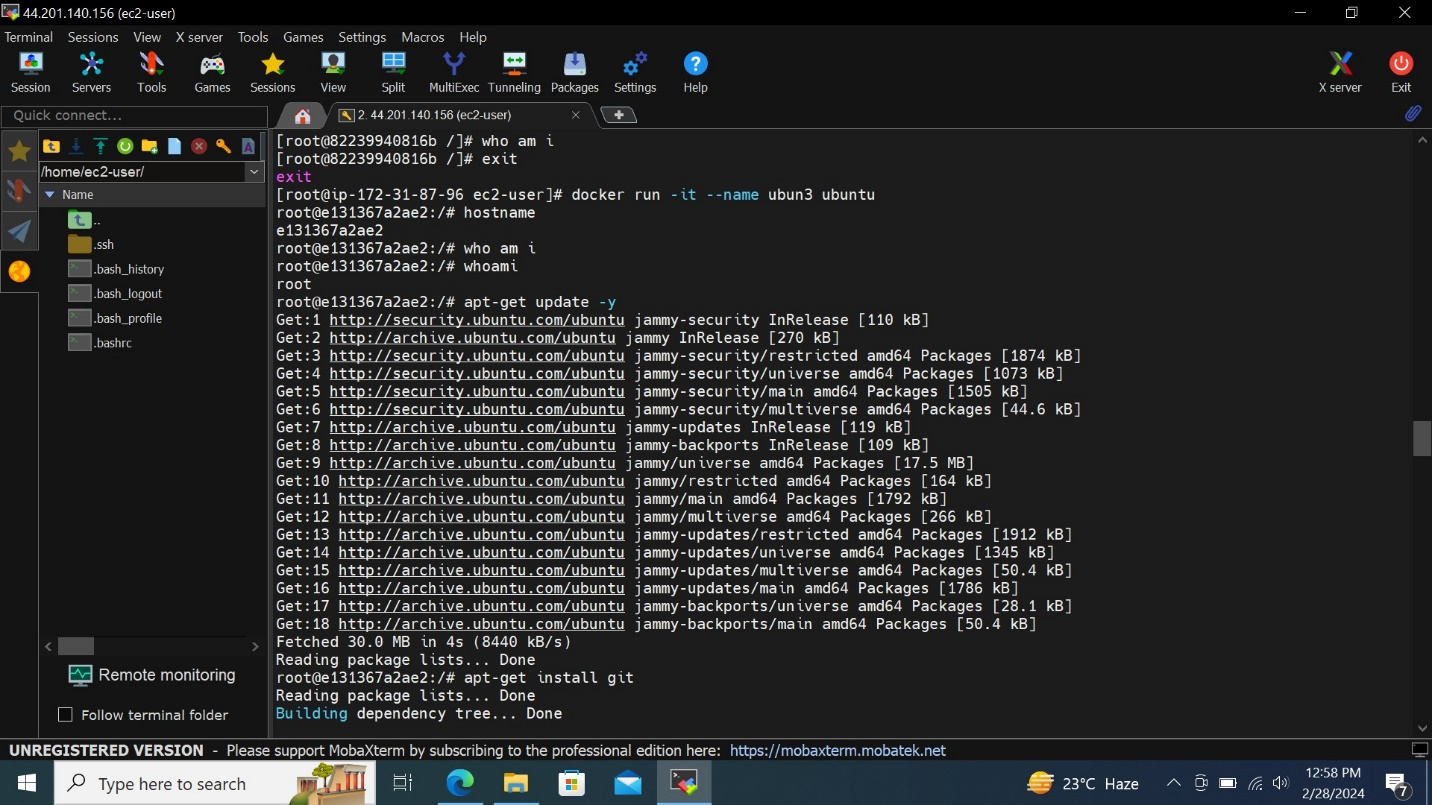 44.201.140.156 (ec2-user)
Terminal Sessions View X server Tools Games Settings Macros Help
Session Servers Tools Games Sessions View Split MultiExec Tunneling Packages Settings Help X server Exit
Quick connect...
2. 44.201.140.156 (ec2-user)
/home/ec2-user/
Name
..
.ssh
.bash_history
.bash_logout
.bash_profile
.bashrc
Remote monitoring
Follow terminal folder
[root@82239940816b /]# who am i
[root@82239940816b /]# exit
exit
[root@ip-172-31-87-96 ec2-user]# docker run -it --name ubun3 ubuntu
root@e131367a2ae2:/# hostname
e131367a2ae2
root@e131367a2ae2:/# who am i
root@e131367a2ae2:/# whoami
root
root@e131367a2ae2:/# apt-get update -y
Get:1 http://security.ubuntu.com/ubuntu jammy-security InRelease [110 kB]
Get:2 http://archive.ubuntu.com/ubuntu jammy InRelease [270 kB]
Get:3 http://security.ubuntu.com/ubuntu jammy-security/restricted amd64 Packages [1874 kB]
Get:4 http://security.ubuntu.com/ubuntu jammy-security/universe amd64 Packages [1073 kB]
Get:5 http://security.ubuntu.com/ubuntu jammy-security/main amd64 Packages [1505 kB]
Get:6 http://security.ubuntu.com/ubuntu jammy-security/multiverse amd64 Packages [44.6 kB]
Get:7 http://archive.ubuntu.com/ubuntu jammy-updates InRelease [119 kB]
Get:8 http://archive.ubuntu.com/ubuntu jammy-backports InRelease [109 kB]
Get:9 http://archive.ubuntu.com/ubuntu jammy/universe amd64 Packages [17.5 MB]
Get:10 http://archive.ubuntu.com/ubuntu jammy/restricted amd64 Packages [164 kB]
Get:11 http://archive.ubuntu.com/ubuntu jammy/main amd64 Packages [1792 kB]
Get:12 http://archive.ubuntu.com/ubuntu jammy/multiverse amd64 Packages [266 kB]
Get:13 http://archive.ubuntu.com/ubuntu jammy-updates/restricted amd64 Packages [1912 kB]
Get:14 http://archive.ubuntu.com/ubuntu jammy-updates/universe amd64 Packages [1345 kB]
Get:15 http://archive.ubuntu.com/ubuntu jammy-updates/multiverse amd64 Packages [50.4 kB]
Get:16 http://archive.ubuntu.com/ubuntu jammy-updates/main amd64 Packages [1786 kB]
Get:17 http://archive.ubuntu.com/ubuntu jammy-backports/universe amd64 Packages [28.1 kB]
Get:18 http://archive.ubuntu.com/ubuntu jammy-backports/main amd64 Packages [50.4 kB]
Fetched 30.0 MB in 4s (8440 kB/s)
Reading package lists... Done
root@e131367a2ae2:/# apt-get install git
Reading package lists... Done
Building dependency tree... Done
UNREGISTERED VERSION - Please support MobaXterm by subscribing to the professional edition here: https://mobaxterm.mobatek.net
Type here to search
23°C Haze
12:58 PM
2/28/2024
7